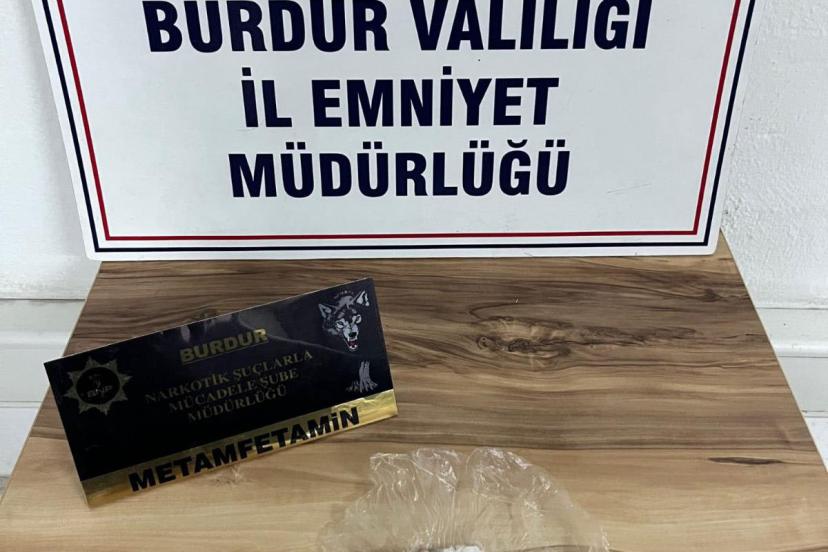 BURDUR VALİLİĞİ
İL EMNİYET
MÜDÜRLÜĞÜ
BURDUR
NARKOTİK SUÇLARLA
MÜCADELE ŞUBE
MÜDÜRLÜĞÜ
METAMFETAMİN